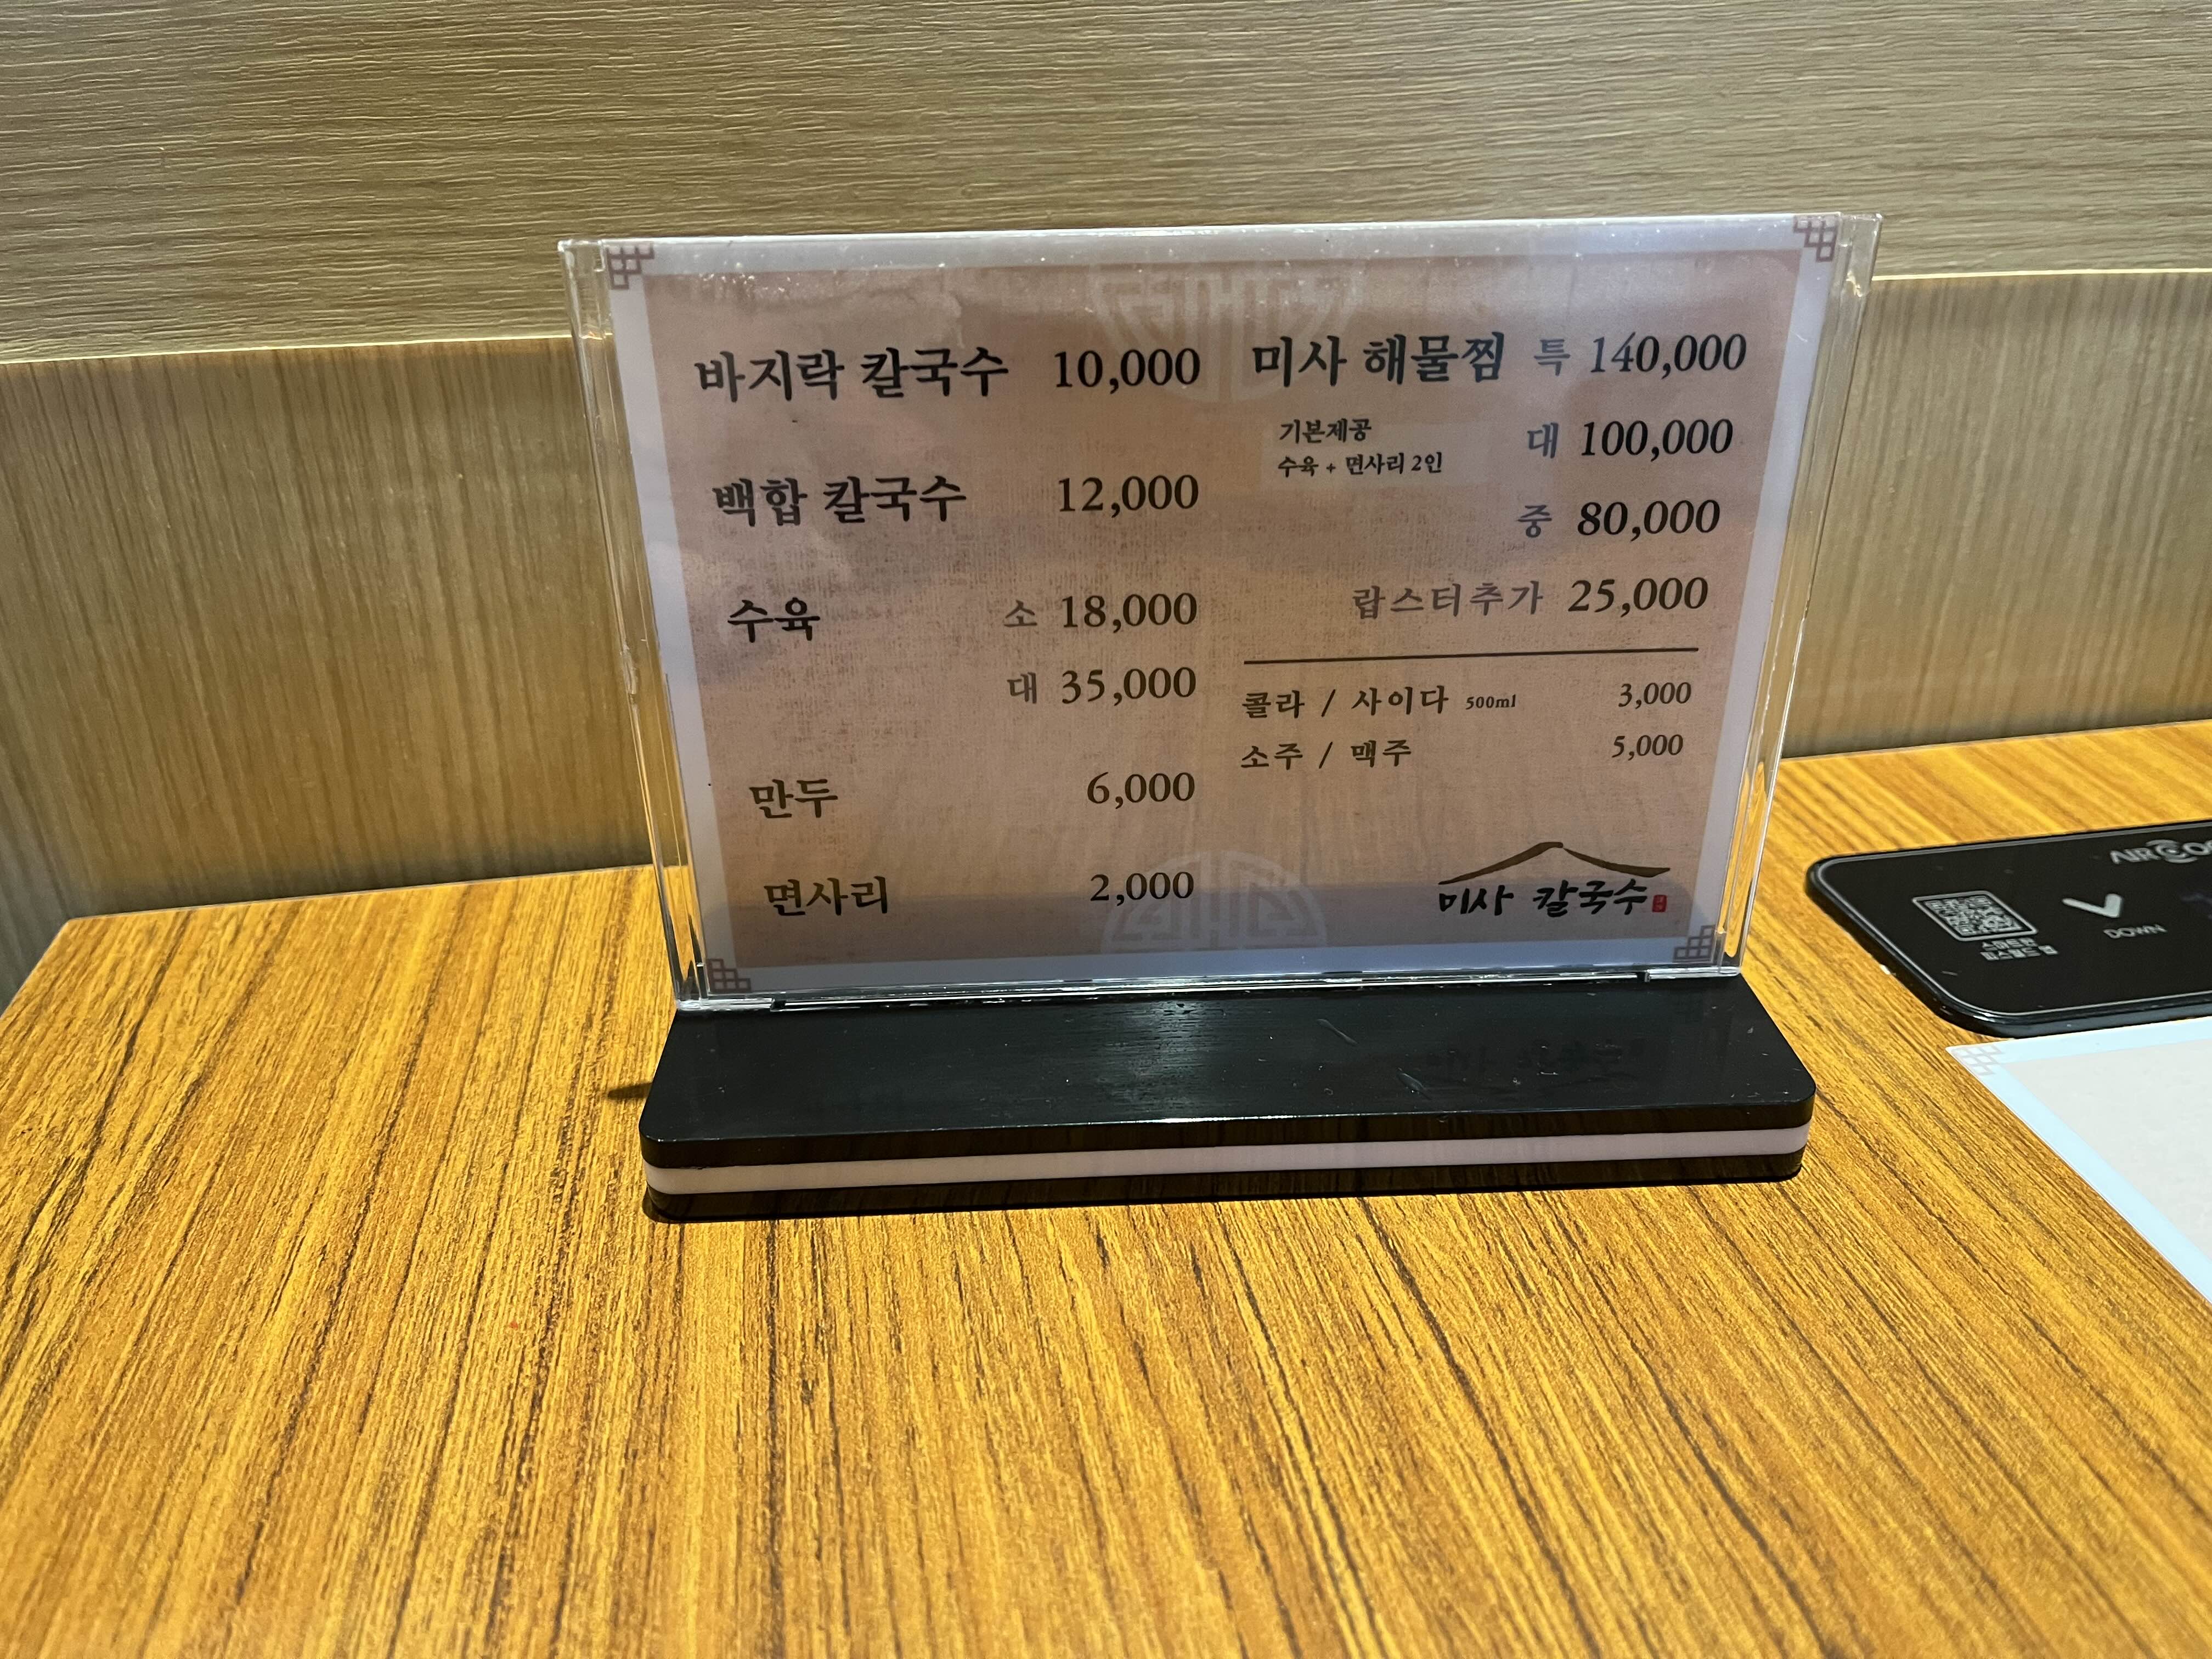 바지락 칼국수 10,000
백합 칼국수 12,000
수육 소 18,000
대 35,000
만두 6,000
면사리 2,000
미사 해물찜 특 140,000
기본제공
수육 + 면사리 2인
대 100,000
중 80,000
랍스터추가 25,000
콜라 / 사이다 500ml 3,000
소주 / 맥주 5,000
미사 칼국수
DOWN